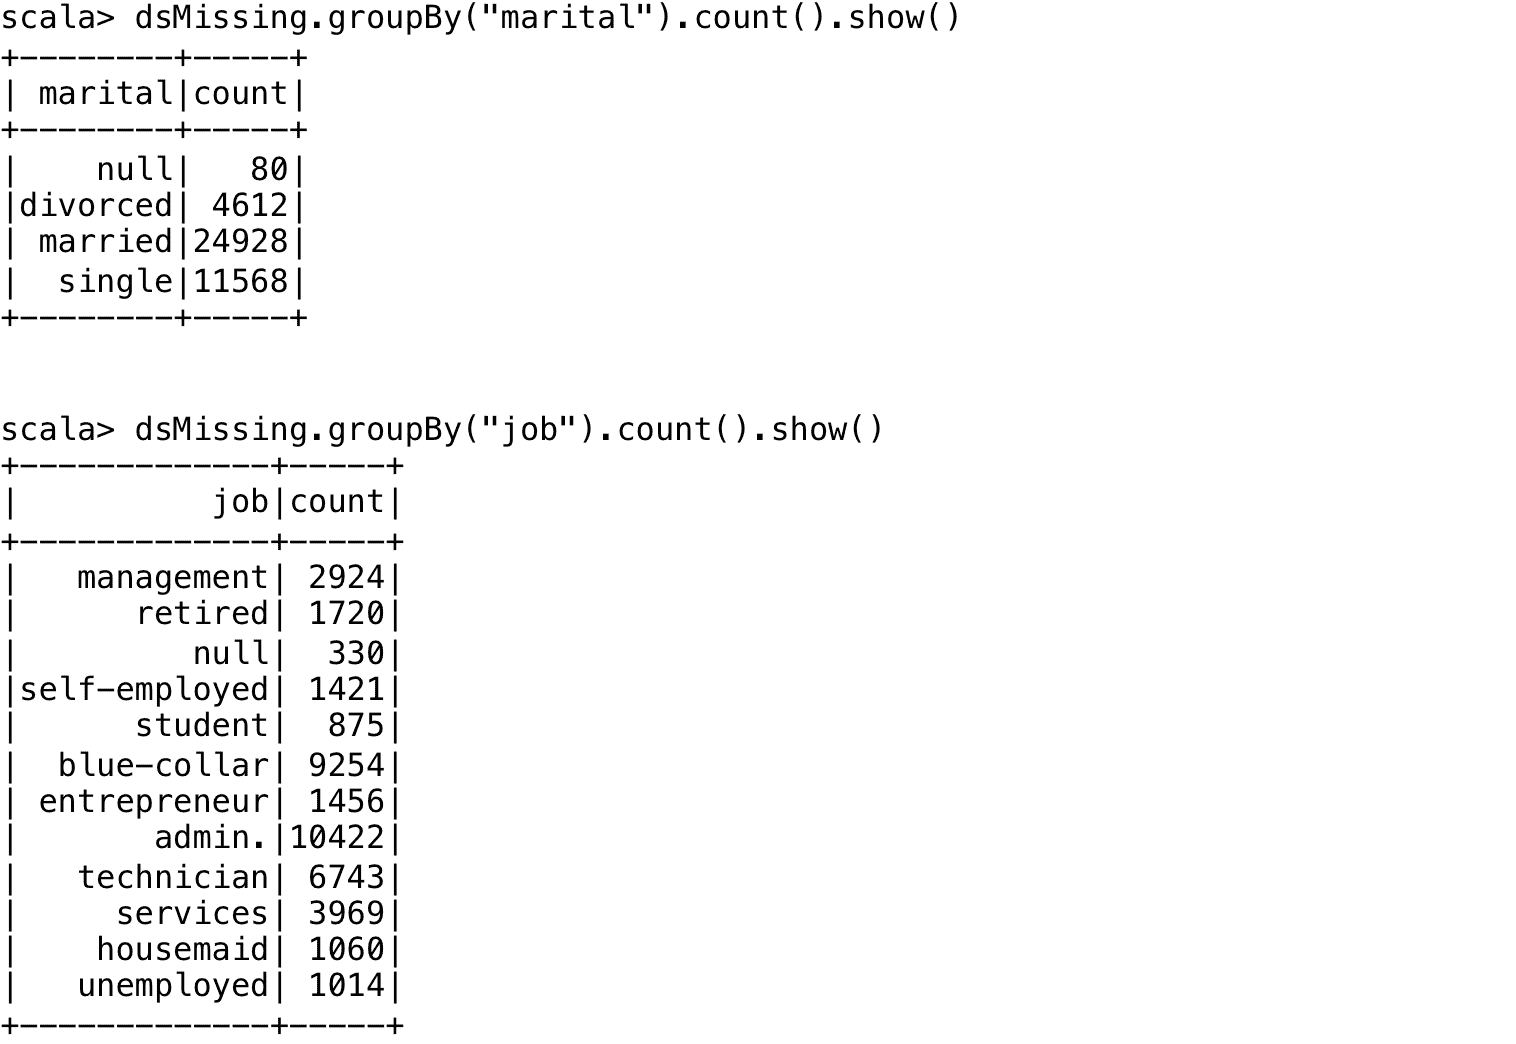 scala> dsMissing.groupBy("marital").count().show()
+--------+-----+
| marital|count|
+--------+-----+
|    null|   80|
|divorced| 4612|
| married|24928|
|  single|11568|
+--------+-----+
scala> dsMissing.groupBy("job").count().show()
+-------------+-----+
|          job|count|
+-------------+-----+
|   management| 2924|
|      retired| 1720|
|         null|  330|
|self-employed| 1421|
|      student|  875|
|  blue-collar| 9254|
| entrepreneur| 1456|
|       admin.|10422|
|   technician| 6743|
|     services| 3969|
|    housemaid| 1060|
|   unemployed| 1014|
+-------------+-----+